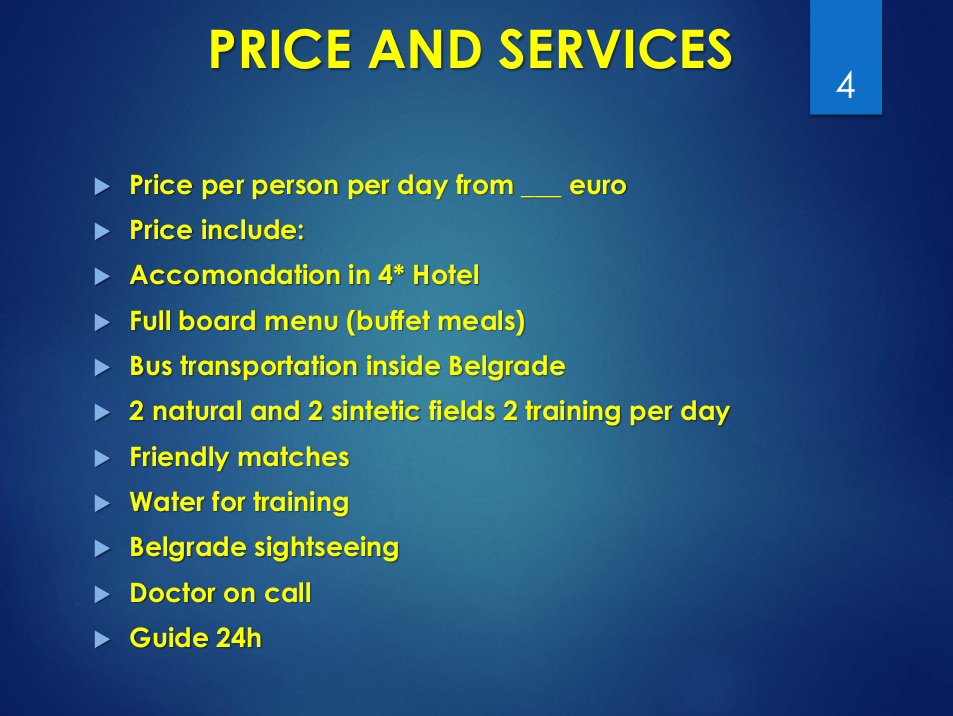 PRICE AND SERVICES
4
Price per person per day from ___ euro
Price include:
Accomondation in 4* Hotel
Full board menu (buffet meals)
Bus transportation inside Belgrade
2 natural and 2 sintetic fields 2 training per day
Friendly matches
Water for training
Belgrade sightseeing
Doctor on call
Guide 24h